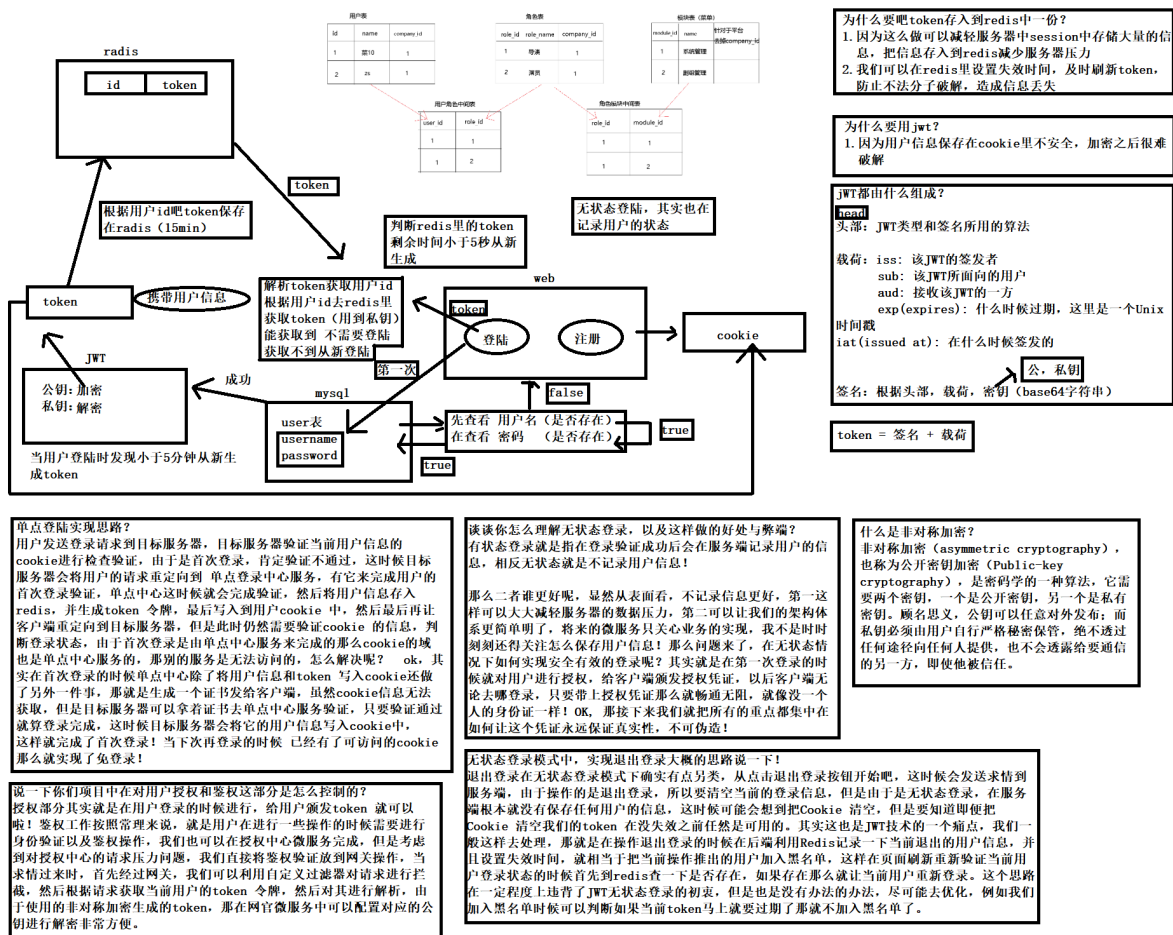 用户表
id name company_id
1 菜10 1
2 zs 1
角色表
role_id role_name company_id
1 导演 1
2 演员 1
模块表（菜单）
module_id name 针对于平台
去掉company_id
1 系统管理
2 剧组管理
用户角色中间表
user_id role_id
1 1
1 2
角色模块中间表
role_id module_id
1 1
1 2
为什么要吧token存入到redis中一份？
1. 因为这么做可以减轻服务器中session中存储大量的信
息，把信息存入到redis减少服务器压力
2. 我们可以在redis里设置失效时间，及时刷新token，
防止不法分子破解，造成信息丢失
为什么要用jwt？
1. 因为用户信息保存在cookie里不安全，加密之后很难
破解
jWT都由什么组成？
head
头部：JWT类型和签名所用的算法
载荷：iss: 该JWT的签发者
sub: 该JWT所面向的用户
aud: 接收该JWT的一方
exp(expires): 什么时候过期，这里是一个Unix
时间戳
iat(issued at): 在什么时候签发的
公，私钥
签名：根据头部，载荷，密钥（base64字符串）
token = 签名 + 载荷
radis
id token
token
根据用户id吧token保存
在radis（15min）
判断redis里的token
剩余时间小于5秒从新
生成
无状态登陆，其实也在
记录用户的状态
token
携带用户信息
解析token获取用户id
根据用户id去redis里
获取token（用到私钥）
能获取到 不需要登陆
获取不到从新登陆
web
token
登陆
注册
cookie
第一次
JWT
公钥：加密
私钥：解密
成功
mysql
user表
username
password
false
先查看 用户名（是否存在）
在查看 密码 （是否存在）
true
true
当用户登陆时发现小于5分钟从新生
成token
单点登陆实现思路？
用户发送登录请求到目标服务器，目标服务器验证当前用户信息的
cookie进行检查验证，由于是首次登录，肯定验证不通过，这时候目标
服务器会将用户的请求重定向到 单点登录中心服务，有它来完成用户的
首次登录验证，单点中心这时候就会完成验证，然后将用户信息存入
redis，并生成token 令牌，最后写入到用户cookie 中，然后最后再让
客户端重定向到目标服务器，但是此时仍然需要验证cookie 的信息，判
断登录状态，由于首次登录是由单点中心服务来完成的那么cookie的域
也是单点中心服务的，那别的服务是无法访问的，怎么解决呢？ ok，其
实在首次登录的时候单点中心除了将用户信息和token 写入cookie还做
了另外一件事，那就是生成一个证书发给客户端，虽然cookie信息无法
获取，但是目标服务器可以拿着证书去单点中心服务验证，只要验证通过
就算登录完成，这时候目标服务器会将它的用户信息写入cookie中，
这样就完成了首次登录！当下次再登录的时候 已经有了可访问的cookie
那么就实现了免登录！
谈谈你怎么理解无状态登录，以及这样做的好处与弊端？
有状态登录就是指在登录验证成功后会在服务端记录用户的信
息，相反无状态就是不记录用户信息！
那么二者谁更好呢，显然从表面看，不记录信息更好，第一这
样可以大大减轻服务器的数据压力，第二可以让我们的架构体
系更简单明了，将来的微服务只关心业务的实现，我不是时时
刻刻还得关注怎么保存用户信息！那么问题来了，在无状态
情况下如何实现安全有效的登录呢？其实就是在第一次登录的时
候就对用户进行授权，给客户端颁发授权凭证，以后客户端无
论去哪登录，只要带上授权凭证那么就畅通无阻，就像没一个
人的身份证一样！OK, 那接下来我们就把所有的重点都集中在
如何让这个凭证永远保证真实性，不可伪造！
什么是非对称加密？
非对称加密（asymmetric cryptography），
也称为公开密钥加密（Public-key
cryptography），是密码学的一种算法，它需
要两个密钥，一个是公开密钥，另一个是私有
密钥。顾名思义，公钥可以任意对外发布；而
私钥必须由用户自行严格秘密保管，绝不透过
任何途径向任何人提供，也不会透露给要通信
的另一方，即使他被信任。
说一下你们项目中在对用户授权和鉴权这部分是怎么控制的？
授权部分其实就是在用户登录的时候进行，给用户颁发token 就可以
啦！鉴权工作按照常理来说，就是用户在进行一些操作的时候需要进行
身份验证以及鉴权操作，我们也可以在授权中心微服务完成，但是考虑
到对授权中心的请求压力问题，我们直接将鉴权验证放到网关操作，当
求情过来时，首先经过网关，我们可以利用自定义过滤器对请求进行拦
截，然后根据请求获取当前用户的token 令牌，然后对其进行解析，由
于使用的非对称加密生成的token，那在网官微服务中可以配置对应的公
钥进行解密非常方便。
无状态登录模式中，实现退出登录大概的思路说一下！
退出登录在无状态登录模式下确实有点另类，从点击退出登录按钮开始吧，这时候会发送求情到
服务端，由于操作的是退出登录，所以要清空当前的登录信息，但是由于是无状态登录，在服务
端根本就没有保存任何用户的信息，这时候可能会想到把Cookie 清空，但是要知道即便把
Cookie 清空我们的token 在没失效之前任然是可用的。其实这也是JWT技术的一个痛点，我们一
般这样去处理，那就是在操作退出登录的时候在后端利用Redis记录一下当前退出的用户信息，并
且设置失效时间，就相当于把当前操作推出的用户加入黑名单，这样在页面刷新重新验证当前用
户登录状态的时候首先到redis查一下是否存在，如果存在那么就让当前用户重新登录。这个思路
在一定程度上违背了JWT无状态登录的初衷，但是也是没有办法的办法，尽可能去优化，例如我们
加入黑名单时候可以判断如果当前token马上就要过期了那就不加入黑名单了。